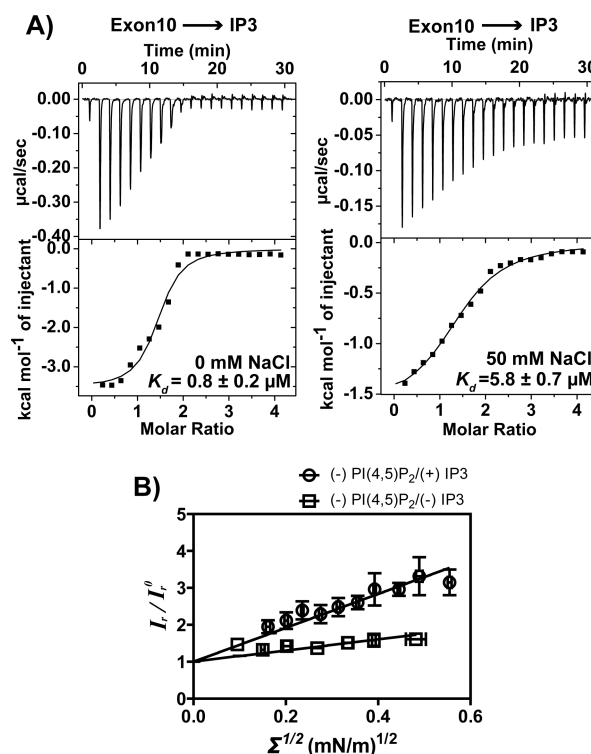 A)
Exon10 → IP3
Time (min)
0 10 20 30
0.00
-0.10
-0.20
-0.30
-0.40
µcal/sec
0.0
-1.0
-2.0
-3.0
kcal mol⁻¹ of injectant
0 mM NaCl
K_d = 0.8 ± 0.2 µM
0 1 2 3 4
Molar Ratio
Exon10 → IP3
Time (min)
0 10 20 30
0.00
-0.05
-0.10
-0.15
µcal/sec
0.0
-0.5
-1.0
-1.5
kcal mol⁻¹ of injectant
50 mM NaCl
K_d =5.8 ± 0.7 µM
0 1 2 3 4
Molar Ratio
B)
(-) PI(4,5)P₂/(+) IP3
(-) PI(4,5)P₂/(-) IP3
5
4
3
2
1
0
I_r / I_r⁰
0.0 0.2 0.4 0.6
Σ^1/2 (mN/m)^1/2